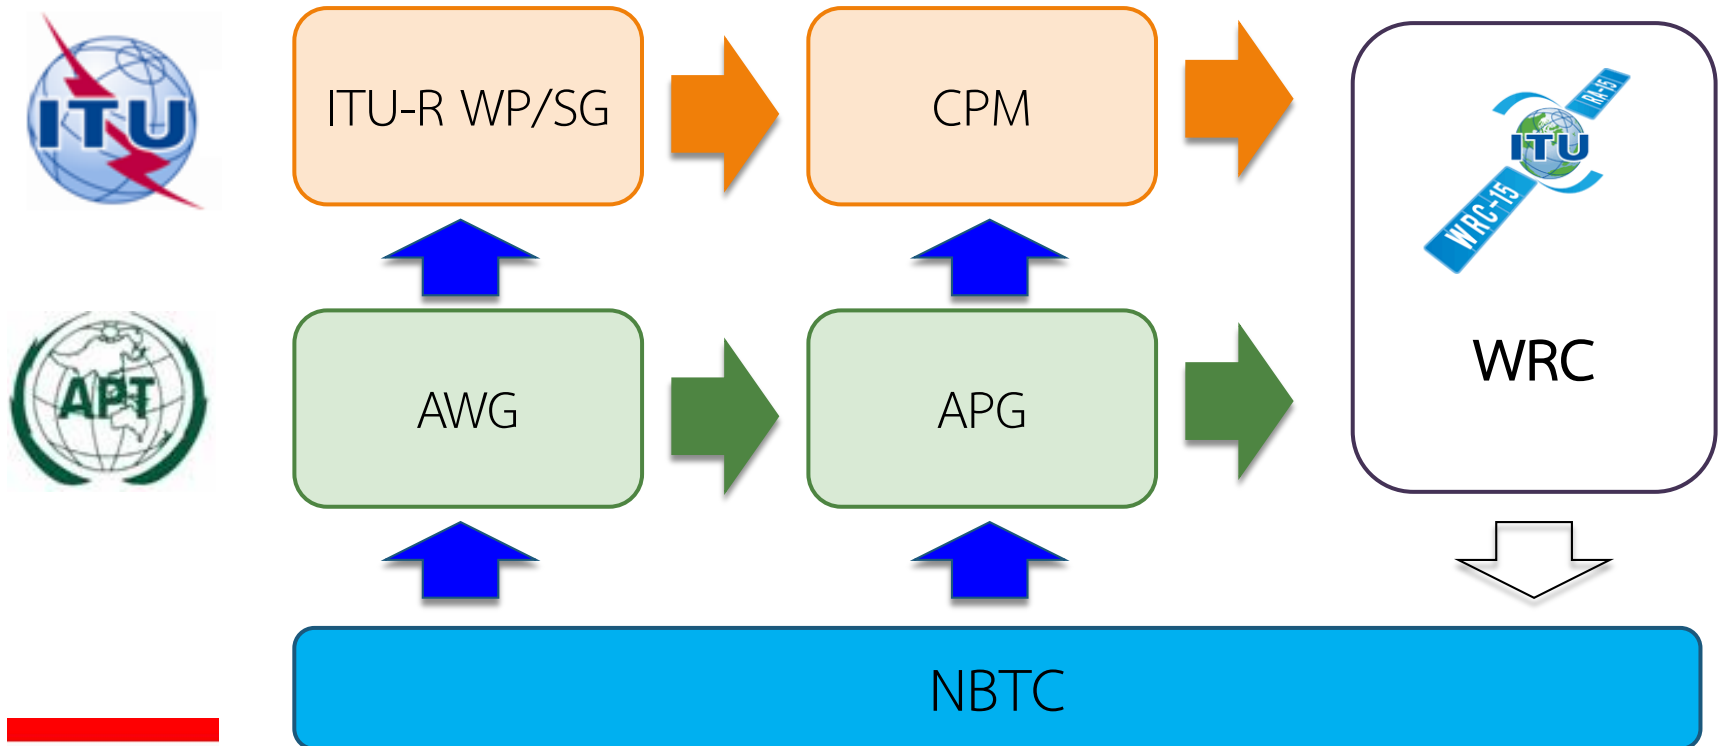 ITU
ITU-R WP/SG
CPM
RA-15
ITU
WRC-15
WRC
APT
AWG
APG
NBTC